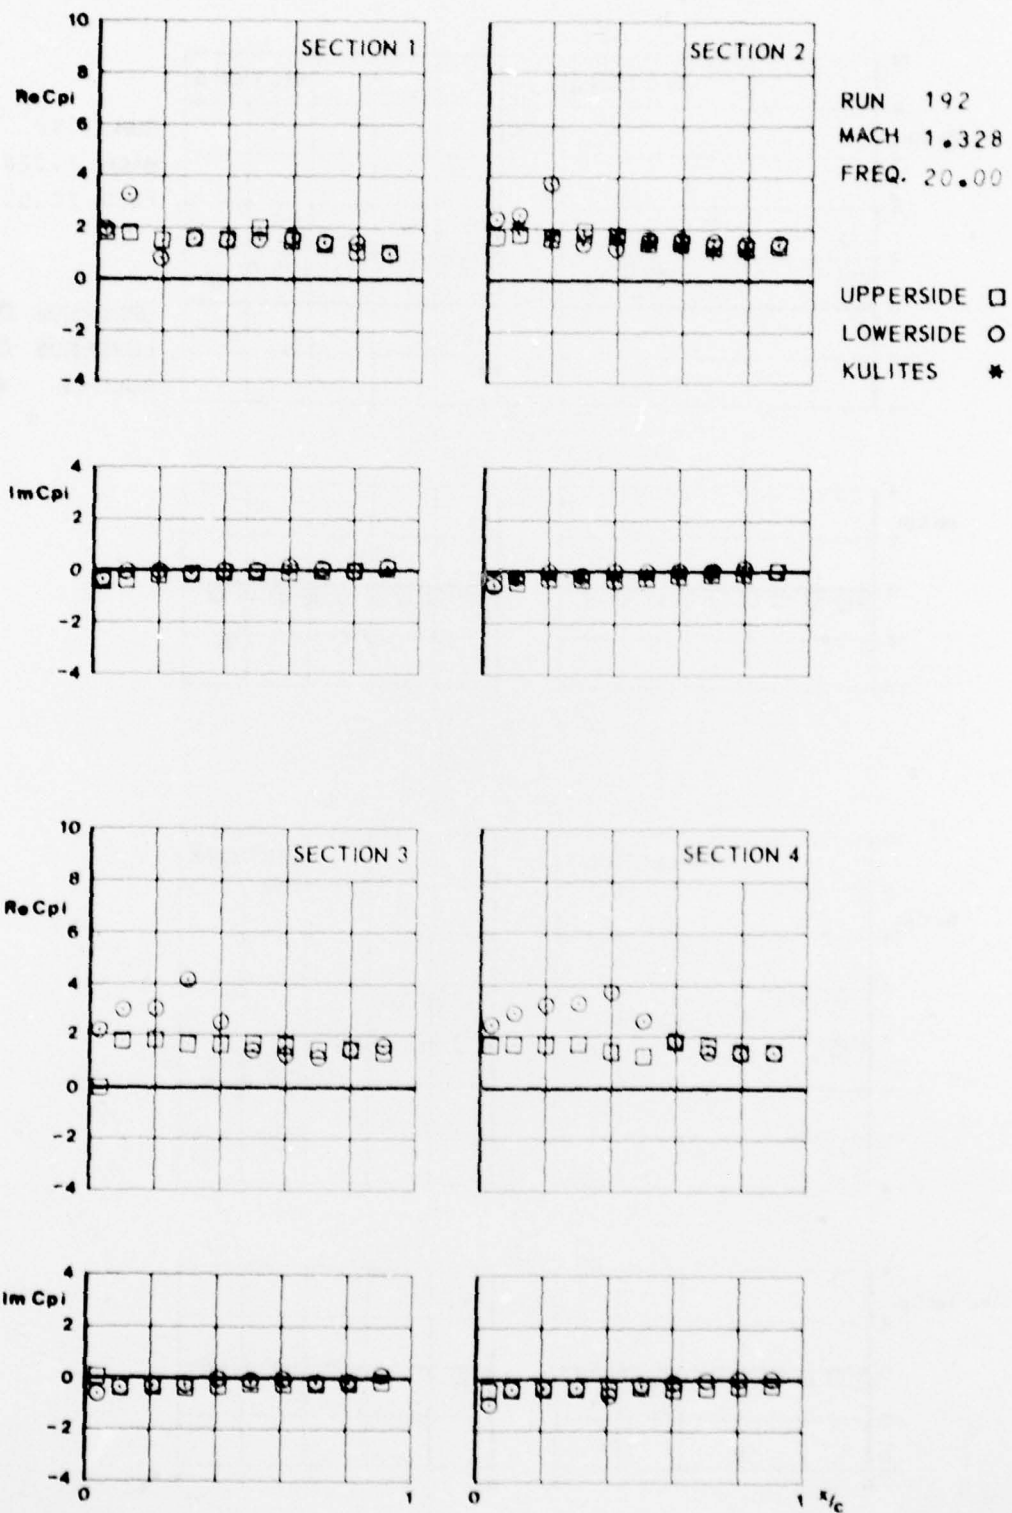 10
SECTION 1
SECTION 2
8
ReCpi
6
4
2
0
-2
-4
RUN 192
MACH 1.328
FREQ. 20.00
UPPERSIDE □
LOWERSIDE ○
KULITES *
4
ImCpi
2
0
-2
-4
10
SECTION 3
SECTION 4
8
ReCpi
6
4
2
0
-2
-4
4
ImCpi
2
0
-2
-4
0
1
0
1
x/c